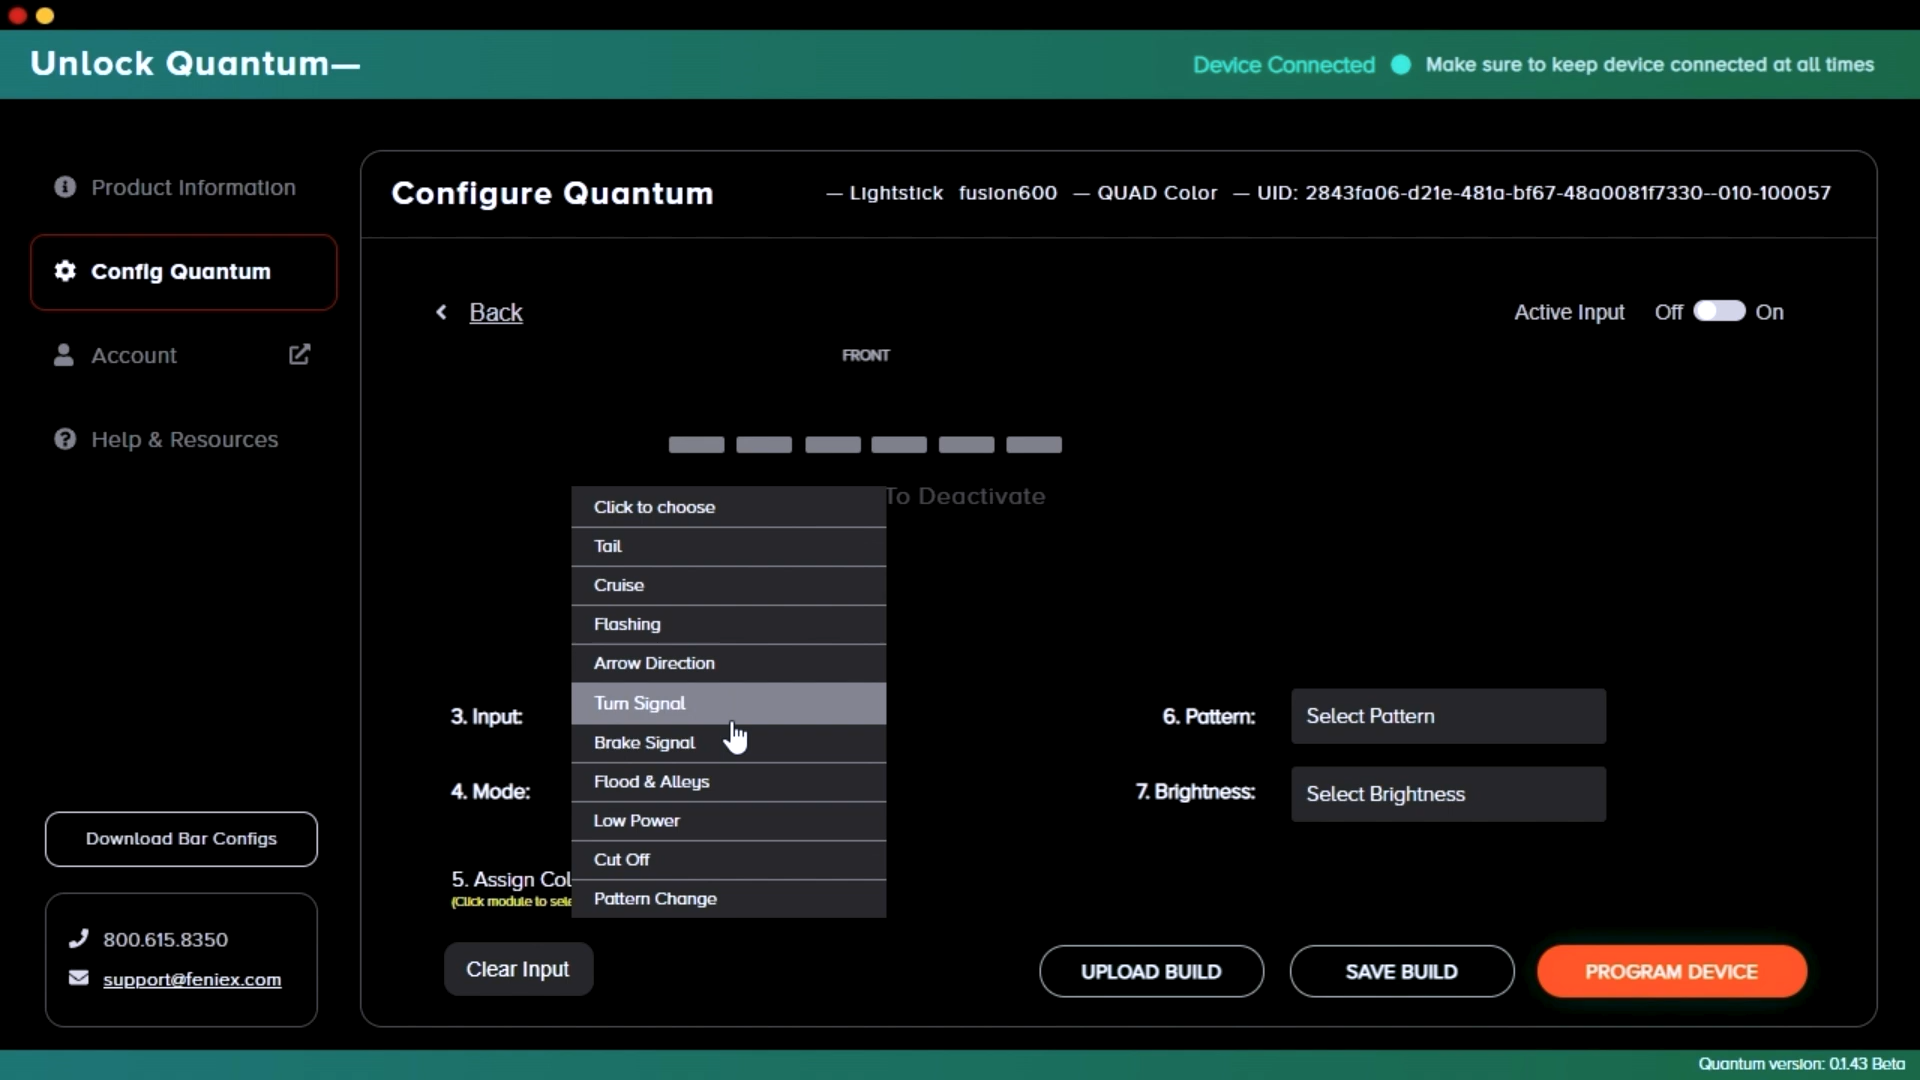 Unlock Quantum—
Device Connected Make sure to keep device connected at all times
Product Information
Config Quantum
Account
Help & Resources
Configure Quantum — Lightstick fusion600 — QUAD Color — UID: 2843fa06-d21e-481a-bf67-48a0081f7330--010-100057
Back
Active Input Off On
FRONT
To Deactivate
Click to choose
Tail
Cruise
Flashing
Arrow Direction
Turn Signal
Brake Signal
Flood & Alleys
Low Power
Cut Off
Pattern Change
3. Input:
4. Mode:
5. Assign Col
(Click module to sele
6. Pattern: Select Pattern
7. Brightness: Select Brightness
Clear Input
UPLOAD BUILD
SAVE BUILD
PROGRAM DEVICE
Download Bar Configs
800.615.8350
support@feniex.com
Quantum version: 0.1.43 Beta